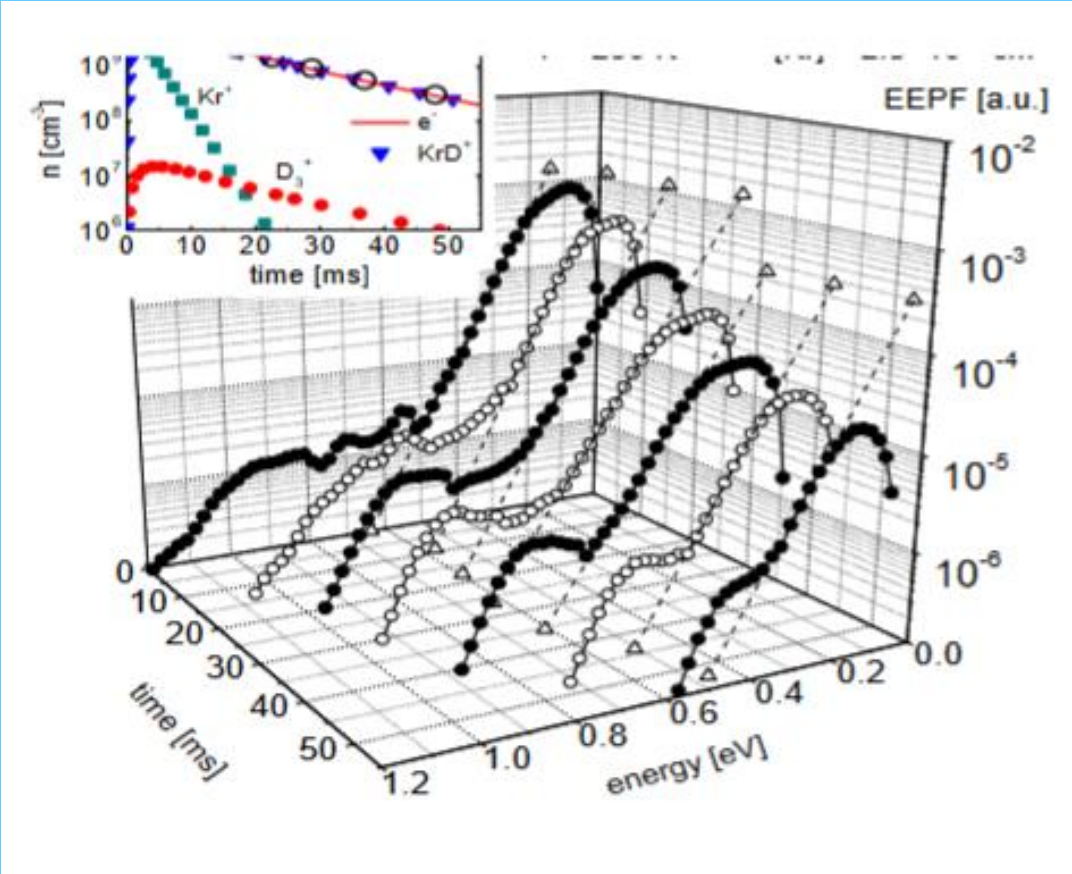 EEPF [a.u.]
10⁻²
10⁻³
10⁻⁴
10⁻⁵
10⁻⁶
n [cm⁻³]
10⁹
10⁸
10⁷
10⁶
Kr⁺
D₃⁺
e⁻
KrD⁺
0 10 20 30 40 50
time [ms]
0
10
20
30
40
50
time [ms]
1.2 1.0 0.8 0.6 0.4 0.2 0.0
energy [eV]